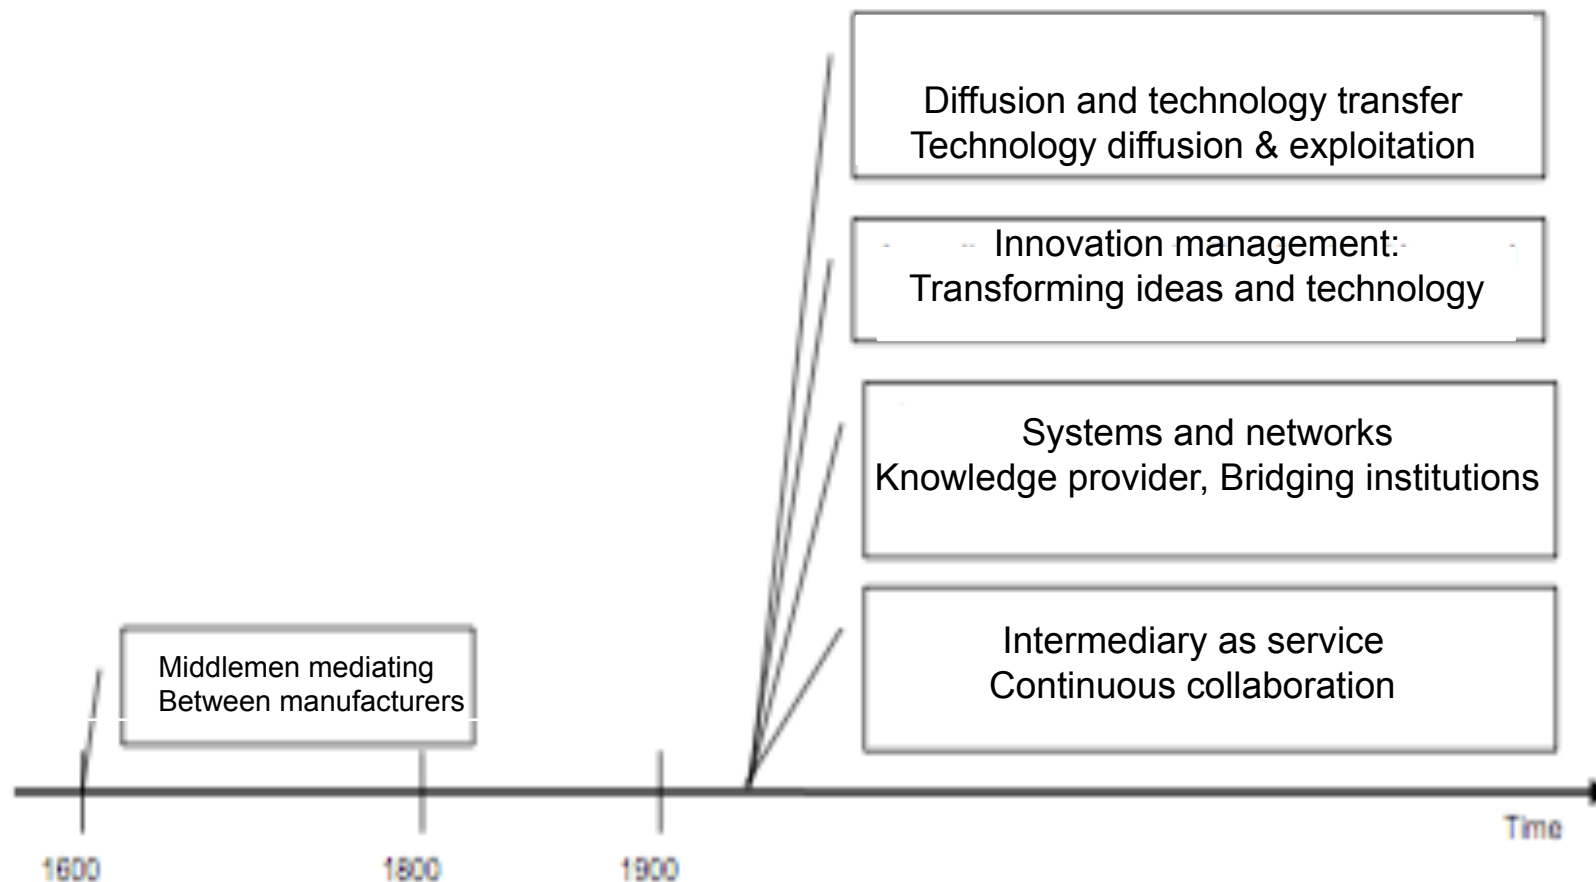 Diffusion and technology transfer
Technology diffusion & exploitation
Innovation management:
Transforming ideas and technology
Systems and networks
Knowledge provider, Bridging institutions
Intermediary as service
Continuous collaboration
Middlemen mediating
Between manufacturers
Time
1600
1800
1900